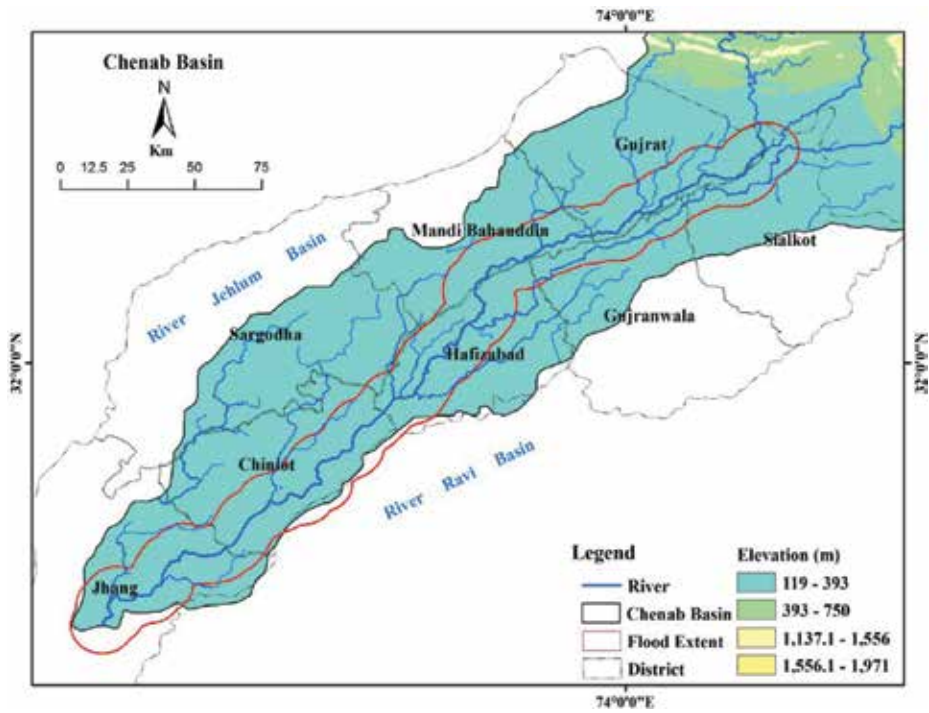 74°0'0"E
Chenab Basin
N
Km
0 12.5 25 50 75
Gujrat
Mandi Bahauddin
Sialkot
River Jehlum Basin
Sargodha
Gujranwala
Hafizabad
32°0'0"N
32°0'0"N
Chiniot
River Ravi Basin
Jhang
Legend
River
Chenab Basin
Flood Extent
District
Elevation (m)
119 - 393
393 - 750
1,137.1 - 1,556
1,556.1 - 1,971
74°0'0"E